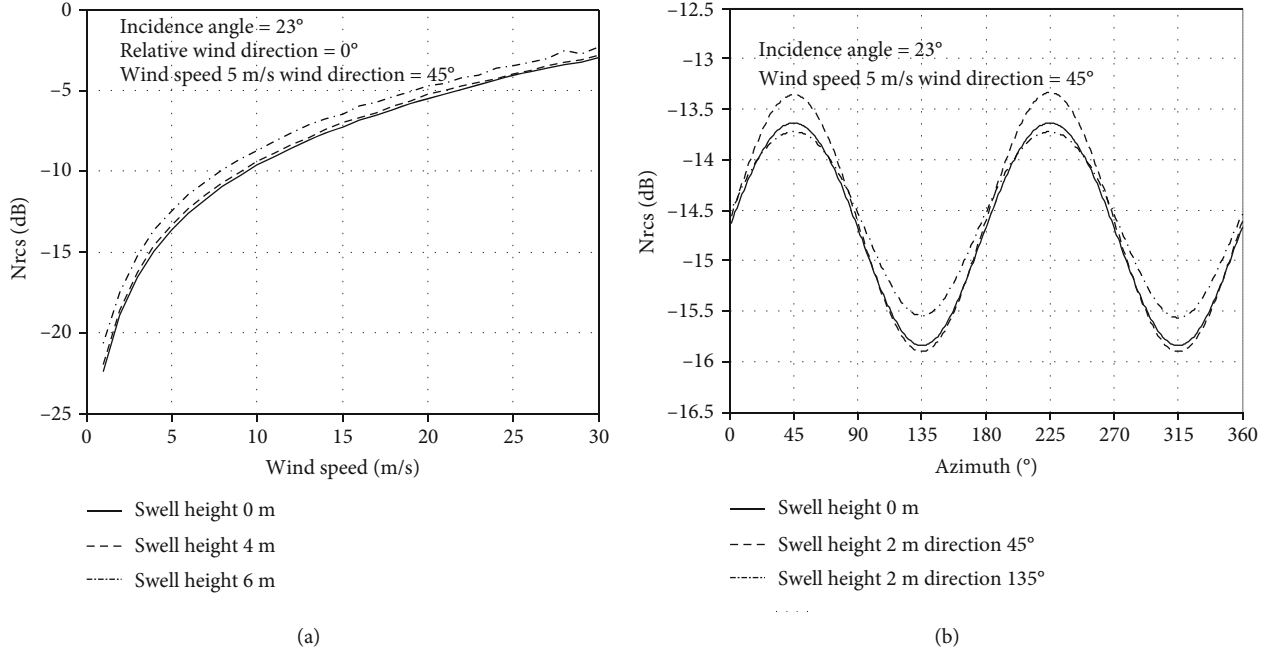 Incidence angle = 23°
Relative wind direction = 0°
Wind speed 5 m/s wind direction = 45°
0
−5
−10
−15
−20
−25
Nrcs (dB)
0 5 10 15 20 25 30
Wind speed (m/s)
Swell height 0 m
Swell height 4 m
Swell height 6 m
(a)
Incidence angle = 23°
Wind speed 5 m/s wind direction = 45°
−12.5
−13
−13.5
−14
−14.5
−15
−15.5
−16
−16.5
Nrcs (dB)
0 45 90 135 180 225 270 315 360
Azimuth (°)
Swell height 0 m
Swell height 2 m direction 45°
Swell height 2 m direction 135°
(b)